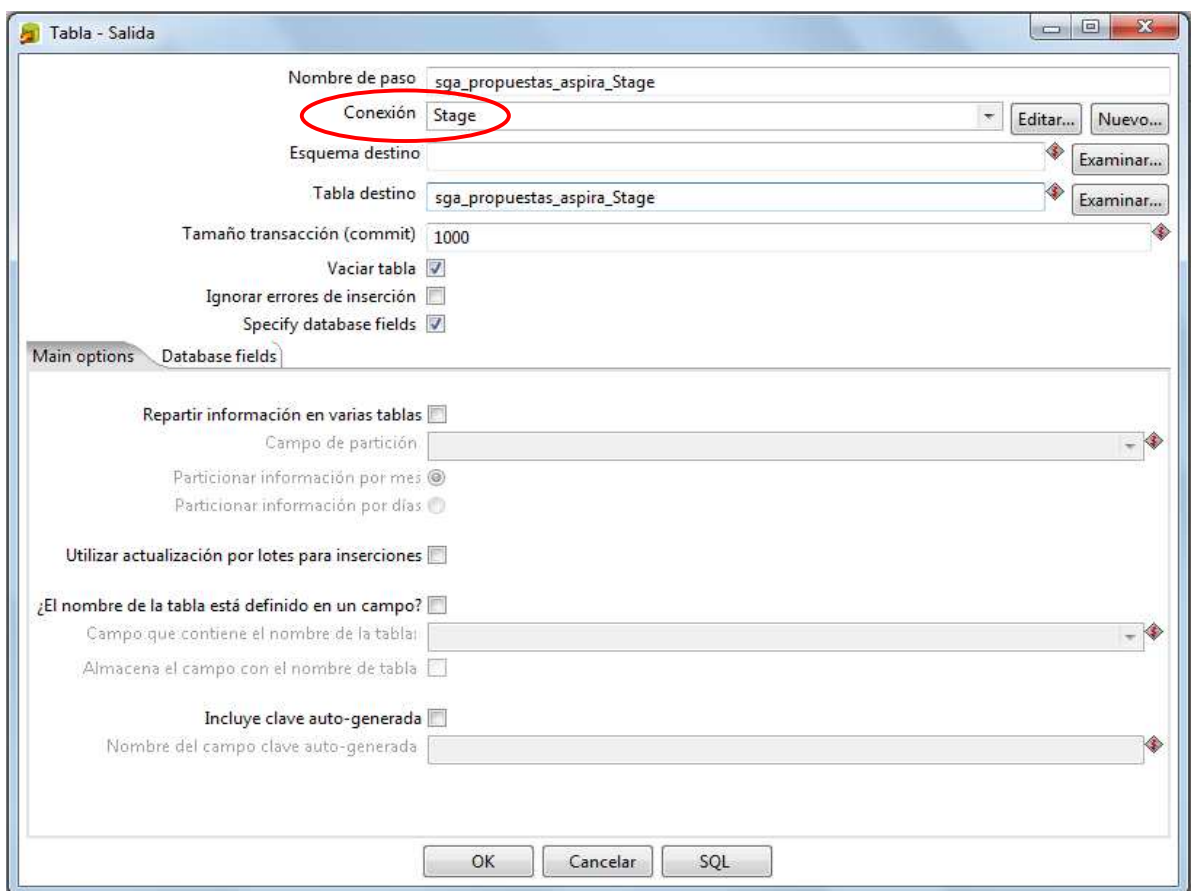 Tabla - Salida
Nombre de paso sga_propuestas_aspira_Stage
Conexión Stage Editar... Nuevo...
Esquema destino Examinar...
Tabla destino sga_propuestas_aspira_Stage Examinar...
Tamaño transacción (commit) 1000
Vaciar tabla
Ignorar errores de inserción
Specify database fields
Main options Database fields
Repartir información en varias tablas
Campo de partición
Particionar información por mes
Particionar información por días
Utilizar actualización por lotes para inserciones
¿El nombre de la tabla está definido en un campo?
Campo que contiene el nombre de la tabla:
Almacena el campo con el nombre de tabla
Incluye clave auto-generada
Nombre del campo clave auto-generada
OK Cancelar SQL